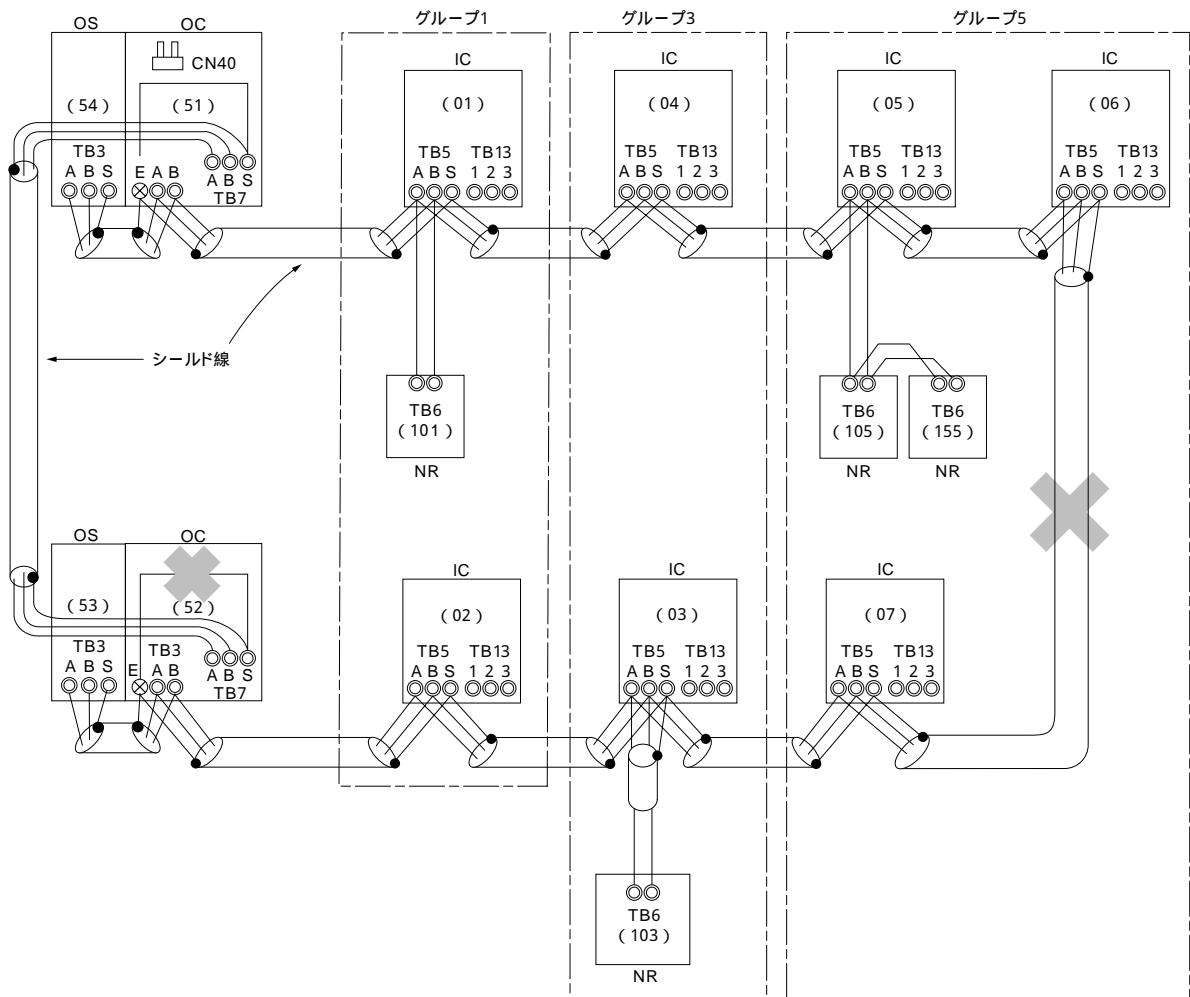 グループ1
グループ3
グループ5
OS
OC
CN40
(54)
(51)
TB3
A B S
E A B
A B S
TB7
IC
(01)
TB5
TB13
A B S
1 2 3
IC
(04)
TB5
TB13
A B S
1 2 3
IC
(05)
TB5
TB13
A B S
1 2 3
IC
(06)
TB5
TB13
A B S
1 2 3
シールド線
TB6
(101)
NR
TB6
(105)
NR
TB6
(155)
NR
OS
OC
(53)
(52)
TB3
A B S
TB3
E A B
A B S
TB7
IC
(02)
TB5
TB13
A B S
1 2 3
IC
(03)
TB5
TB13
A B S
1 2 3
IC
(07)
TB5
TB13
A B S
1 2 3
TB6
(103)
NR